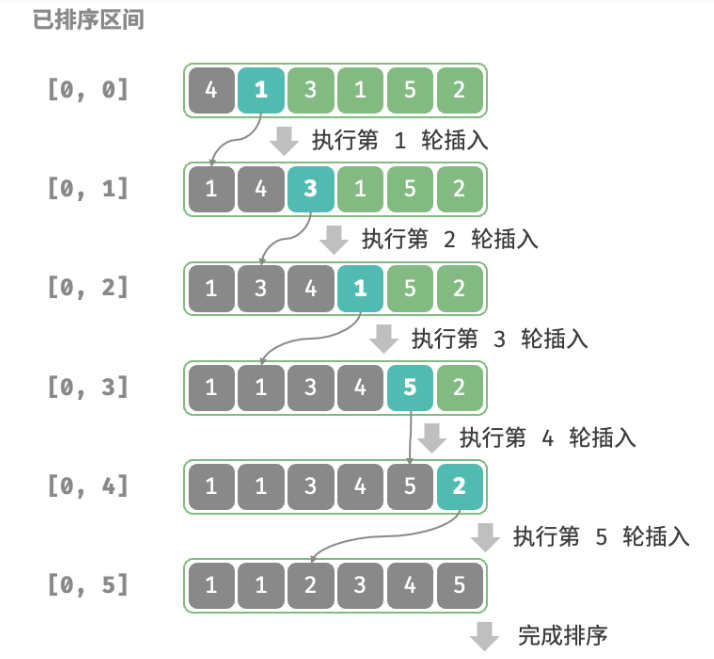 已排序区间
[0, 0] 4 1 3 1 5 2
执行第 1 轮插入
[0, 1] 1 4 3 1 5 2
执行第 2 轮插入
[0, 2] 1 3 4 1 5 2
执行第 3 轮插入
[0, 3] 1 1 3 4 5 2
执行第 4 轮插入
[0, 4] 1 1 3 4 5 2
执行第 5 轮插入
[0, 5] 1 1 2 3 4 5
完成排序